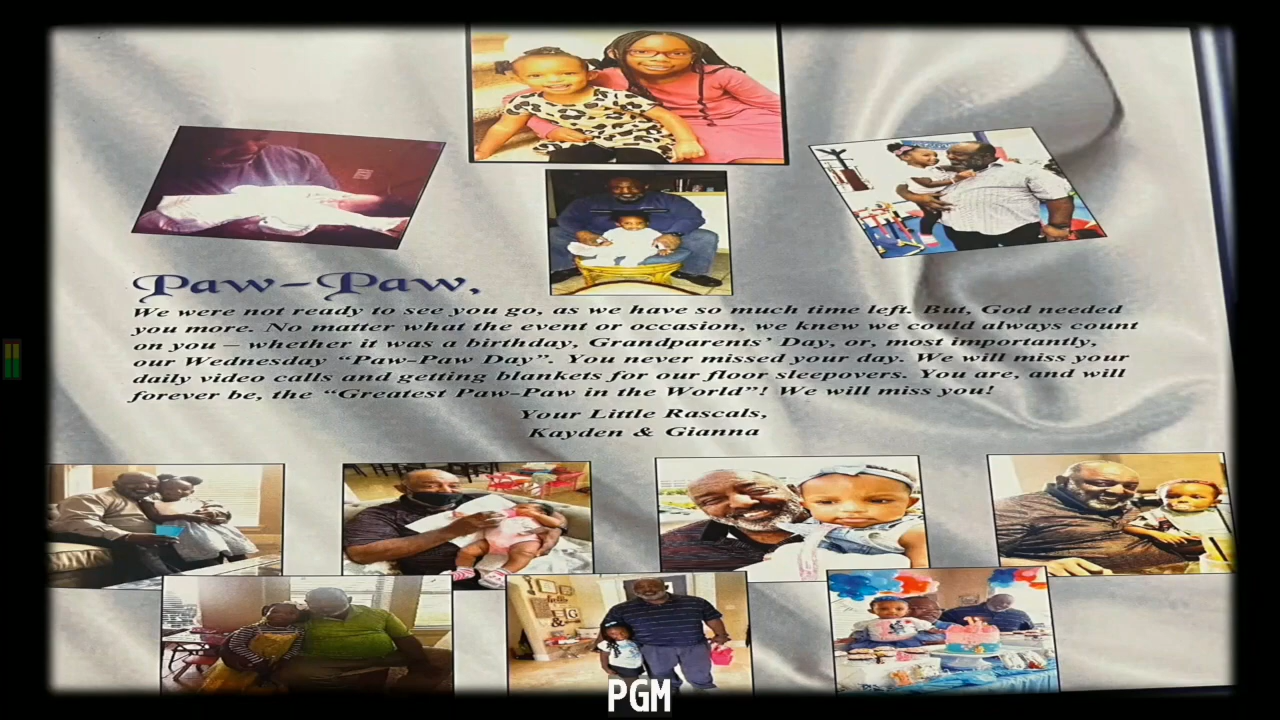 Paw-Paw,
We were not ready to see you go, as we have so much time left. But, God needed
you more. No matter what the event or occasion, we knew we could always count
on you – whether it was a birthday, Grandparents' Day, or, most importantly,
our Wednesday "Paw-Paw Day". You never missed your day. We will miss your
daily video calls and getting blankets for our floor sleepovers. You are, and will
forever be, the "Greatest Paw-Paw in the World"! We will miss you!
Your Little Rascals,
Kayden & Gianna
PGM